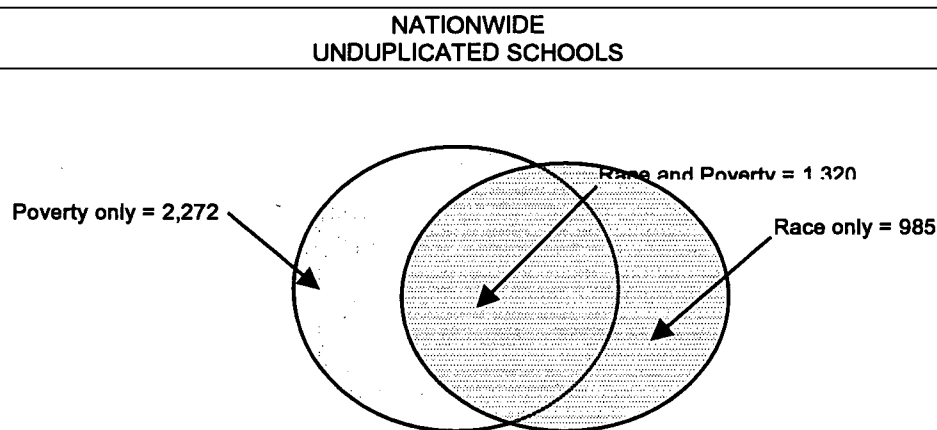 NATIONWIDE
UNDUPLICATED SCHOOLS
Race and Poverty = 1,320
Poverty only = 2,272
Race only = 985